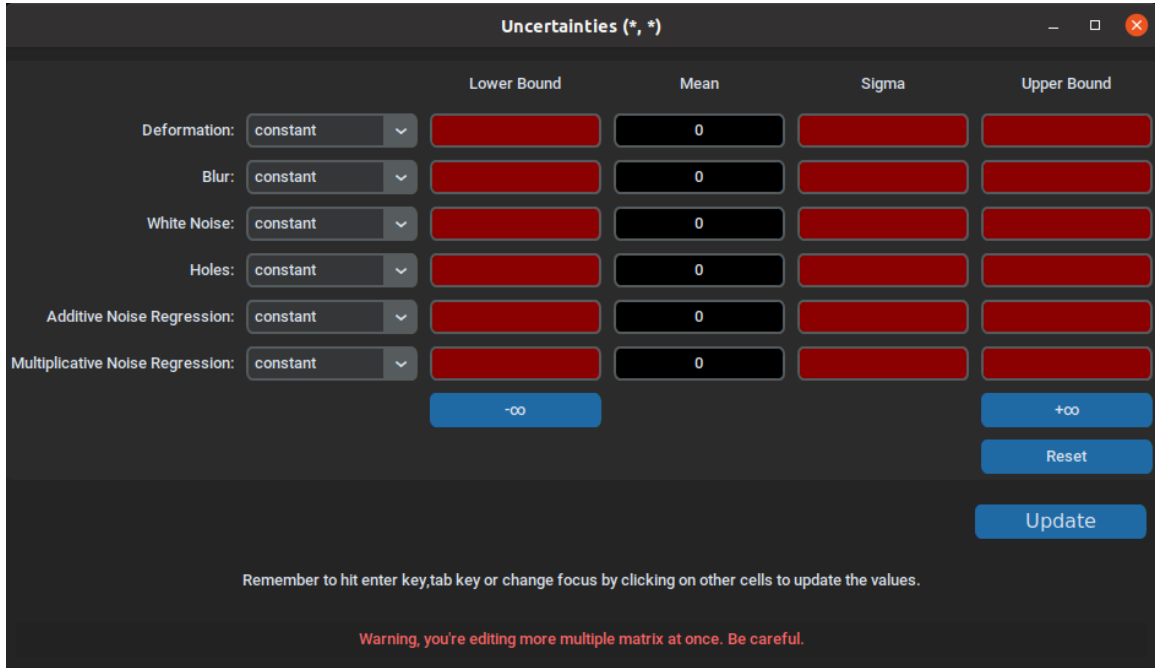 Uncertainties (*, *)
Lower Bound Mean Sigma Upper Bound
Deformation: constant 0
Blur: constant 0
White Noise: constant 0
Holes: constant 0
Additive Noise Regression: constant 0
Multiplicative Noise Regression: constant 0
-∞ +∞
Reset
Update
Remember to hit enter key,tab key or change focus by clicking on other cells to update the values.
Warning, you're editing more multiple matrix at once. Be careful.